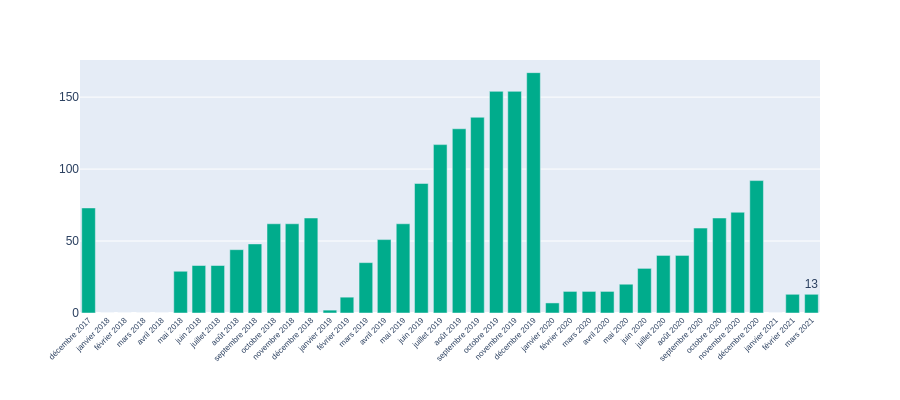 150
100
50
0
13
décembre 2017
janvier 2018
février 2018
mars 2018
avril 2018
mai 2018
juin 2018
juillet 2018
août 2018
septembre 2018
octobre 2018
novembre 2018
décembre 2018
janvier 2019
février 2019
mars 2019
avril 2019
mai 2019
juin 2019
juillet 2019
août 2019
septembre 2019
octobre 2019
novembre 2019
décembre 2019
janvier 2020
février 2020
mars 2020
avril 2020
mai 2020
juin 2020
juillet 2020
août 2020
septembre 2020
octobre 2020
novembre 2020
décembre 2020
janvier 2021
février 2021
mars 2021